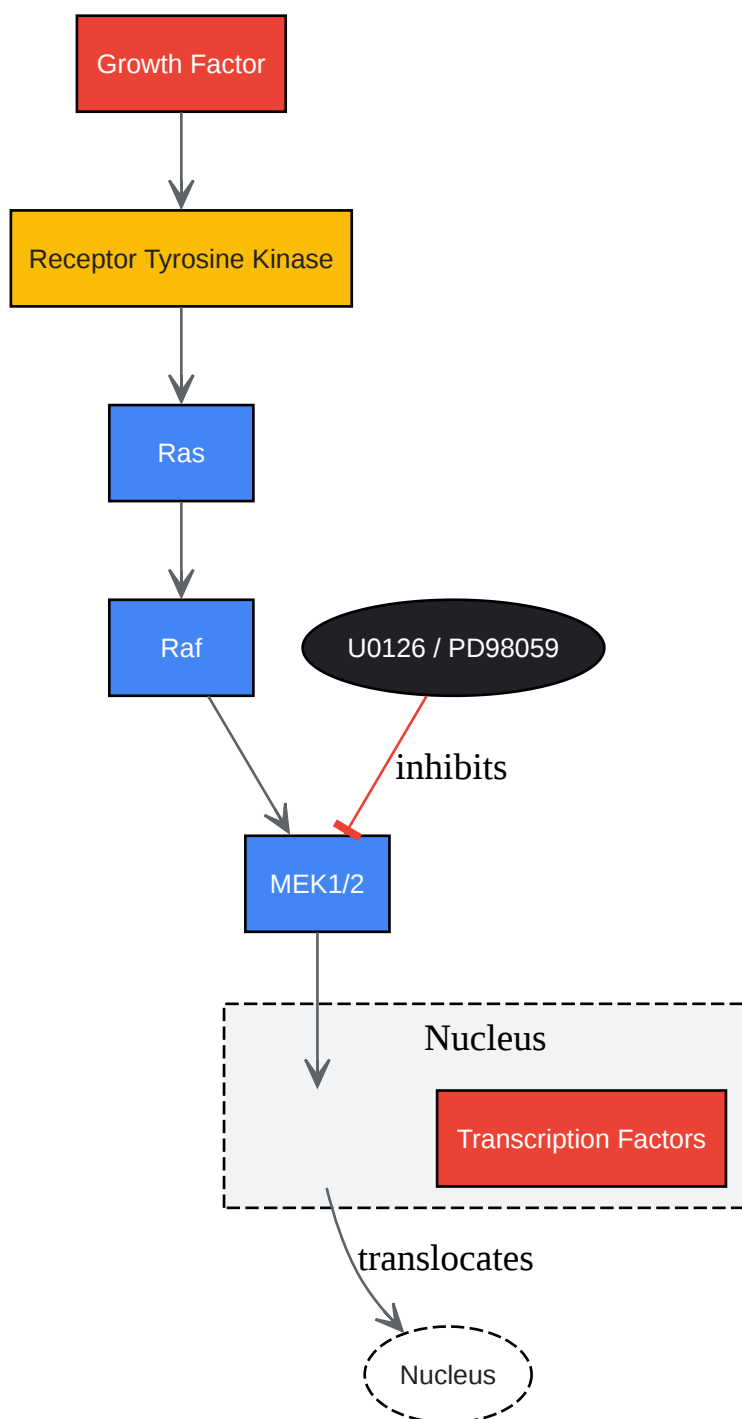 Growth Factor
Receptor Tyrosine Kinase
Ras
Raf
U0126 / PD98059
inhibits
MEK1/2
Nucleus
Transcription Factors
translocates
Nucleus